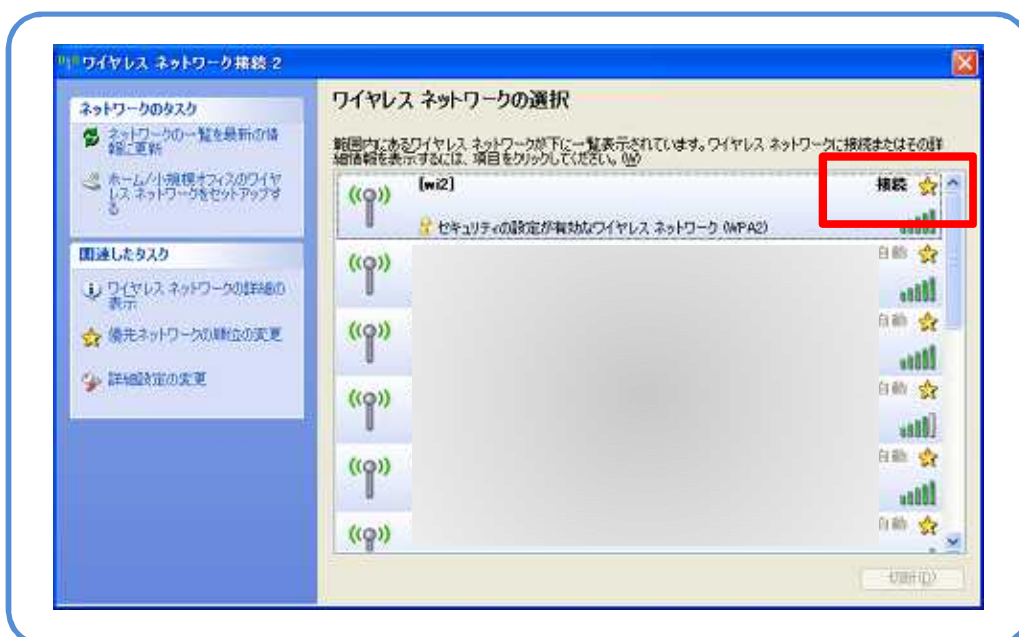 ワイヤレス ネットワーク接続 2
ネットワークのタスク
ネットワークの一覧を最新の情
報に更新
ホーム/小規模オフィスのワイヤ
レス ネットワークをセットアップす
る
関連したタスク
ワイヤレス ネットワークの詳細の
表示
優先ネットワークの順位の変更
詳細設定の変更
ワイヤレス ネットワークの選択
範囲内にあるワイヤレス ネットワークが下に一覧表示されています。ワイヤレス ネットワークに接続またはその詳
細情報を表示するには、項目をクリックしてください。(W)
[wi2]
接続
セキュリティの設定が有効なワイヤレス ネットワーク (WPA2)
自動
自動
自動
自動
自動
切断(D)